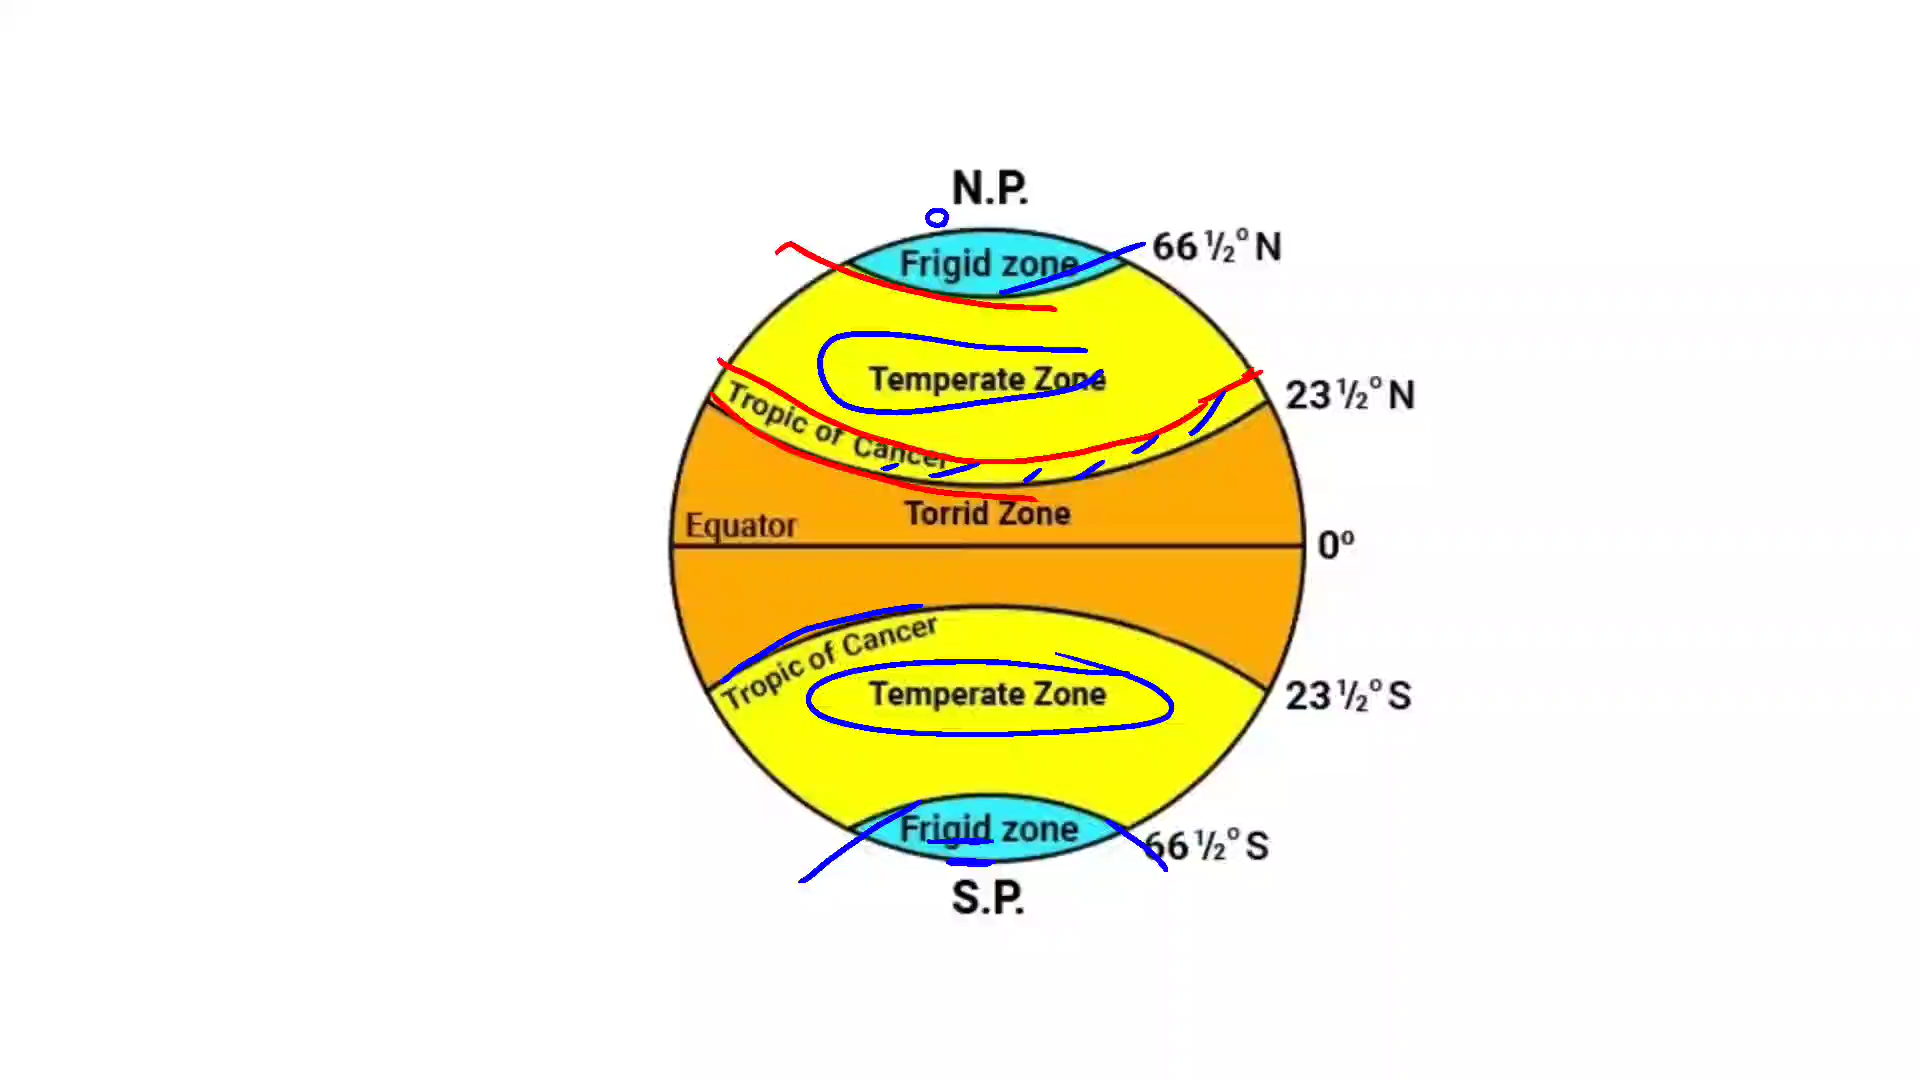 N.P.
Frigid zone
66 ½° N
Temperate Zone
23 ½° N
Tropic of Cancer
Torrid Zone
Equator
0°
Tropic of Cancer
Temperate Zone
23 ½° S
Frigid zone
66 ½° S
S.P.